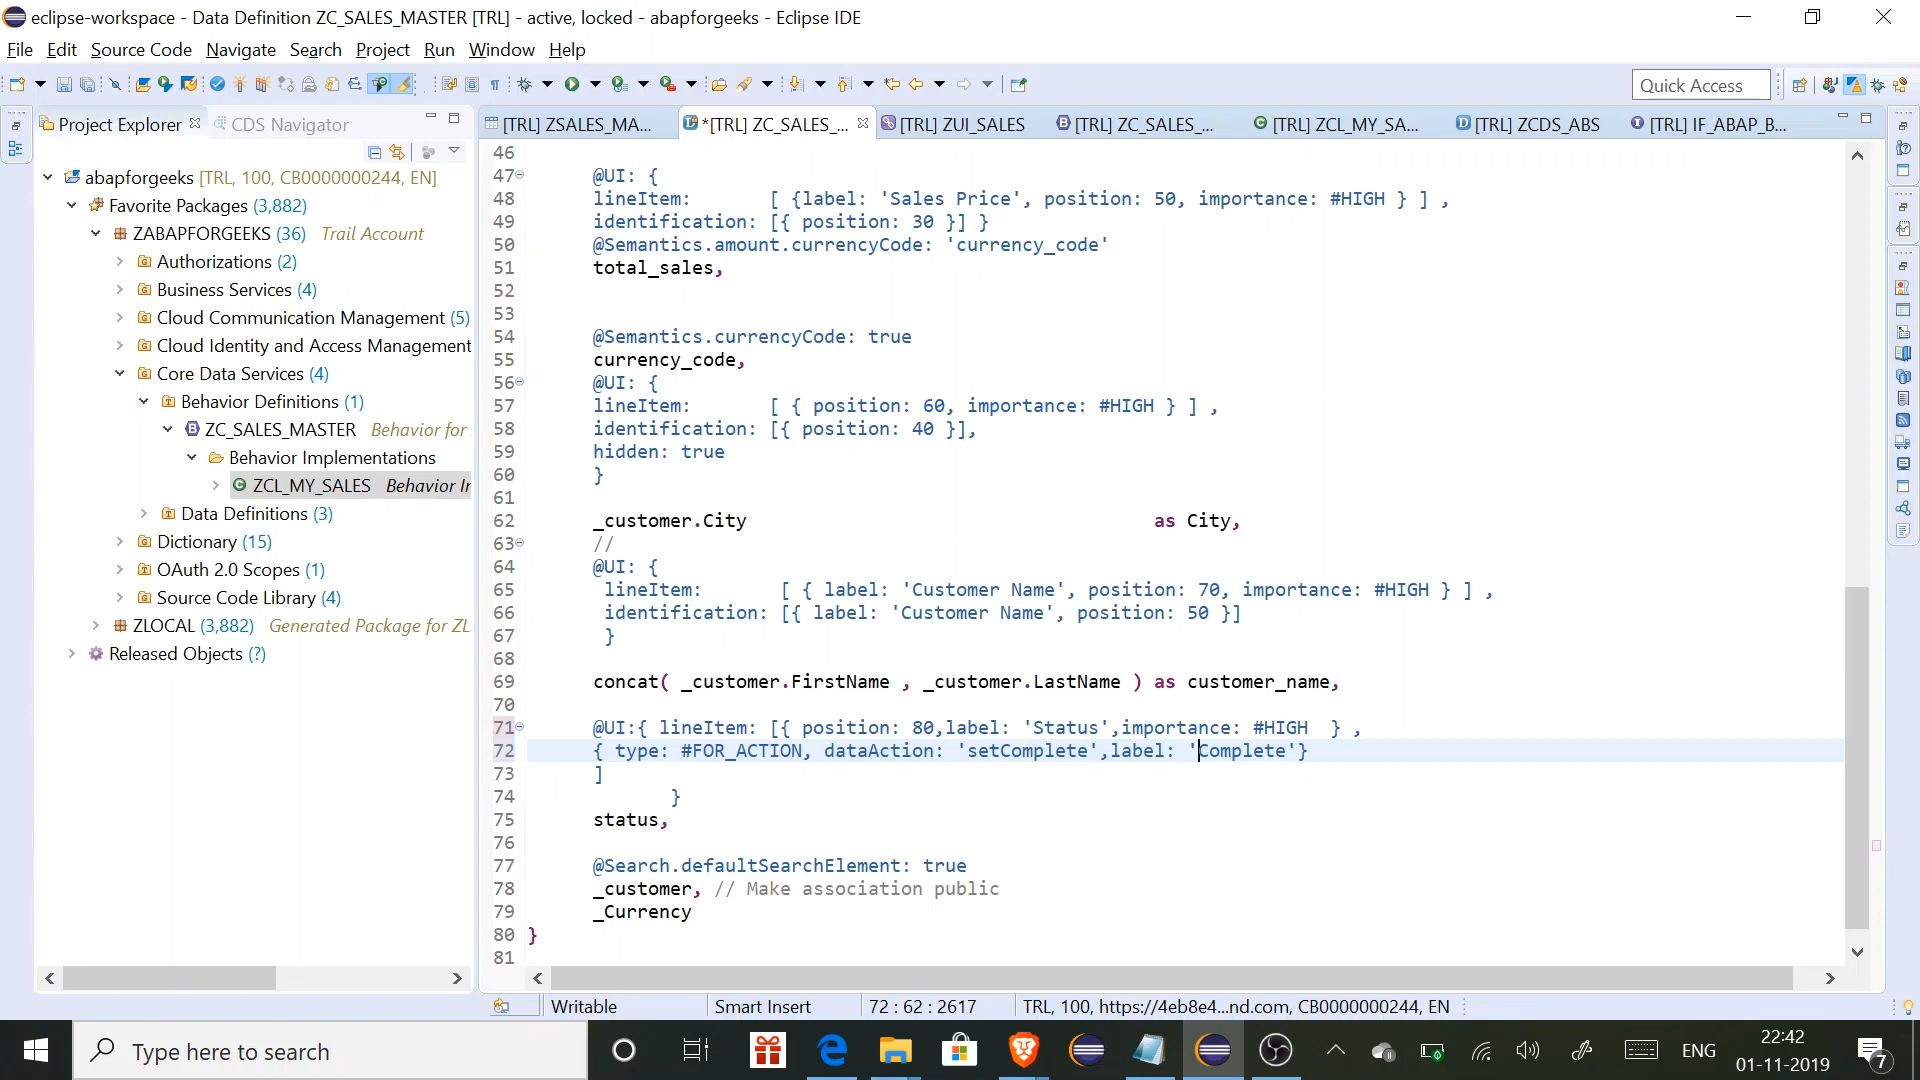 eclipse-workspace - Data Definition ZC_SALES_MASTER [TRL] - active, locked - abapforgeeks - Eclipse IDE
File Edit Source Code Navigate Search Project Run Window Help
Quick Access
Project Explorer
CDS Navigator
[TRL] ZSALES_MA...
*[TRL] ZC_SALES_...
[TRL] ZUI_SALES
[TRL] ZC_SALES_...
[TRL] ZCL_MY_SA...
[TRL] ZCDS_ABS
[TRL] IF_ABAP_B...
abapforgeeks [TRL, 100, CB0000000244, EN]
Favorite Packages (3,882)
ZABAPFORGEEKS (36) Trail Account
Authorizations (2)
Business Services (4)
Cloud Communication Management (5)
Cloud Identity and Access Management
Core Data Services (4)
Behavior Definitions (1)
ZC_SALES_MASTER Behavior for
Behavior Implementations
ZCL_MY_SALES Behavior Ir
Data Definitions (3)
Dictionary (15)
OAuth 2.0 Scopes (1)
Source Code Library (4)
ZLOCAL (3,882) Generated Package for ZL
Released Objects (?)
46
47 @UI: {
48 lineItem: [ {label: 'Sales Price', position: 50, importance: #HIGH } ] ,
49 identification: [{ position: 30 }] }
50 @Semantics.amount.currencyCode: 'currency_code'
51 total_sales,
52
53
54 @Semantics.currencyCode: true
55 currency_code,
56 @UI: {
57 lineItem: [ { position: 60, importance: #HIGH } ] ,
58 identification: [{ position: 40 }],
59 hidden: true
60 }
61
62 _customer.City as City,
63 //
64 @UI: {
65 lineItem: [ { label: 'Customer Name', position: 70, importance: #HIGH } ] ,
66 identification: [{ label: 'Customer Name', position: 50 }]
67 }
68
69 concat( _customer.FirstName , _customer.LastName ) as customer_name,
70
71 @UI:{ lineItem: [{ position: 80,label: 'Status',importance: #HIGH } ,
72 { type: #FOR_ACTION, dataAction: 'setComplete',label: 'Complete'}
73 ]
74 }
75 status,
76
77 @Search.defaultSearchElement: true
78 _customer, // Make association public
79 _Currency
80 }
81
Writable
Smart Insert
72 : 62 : 2617
TRL, 100, https://4eb8e4...nd.com, CB0000000244, EN
Type here to search
ENG
22:42
01-11-2019
7